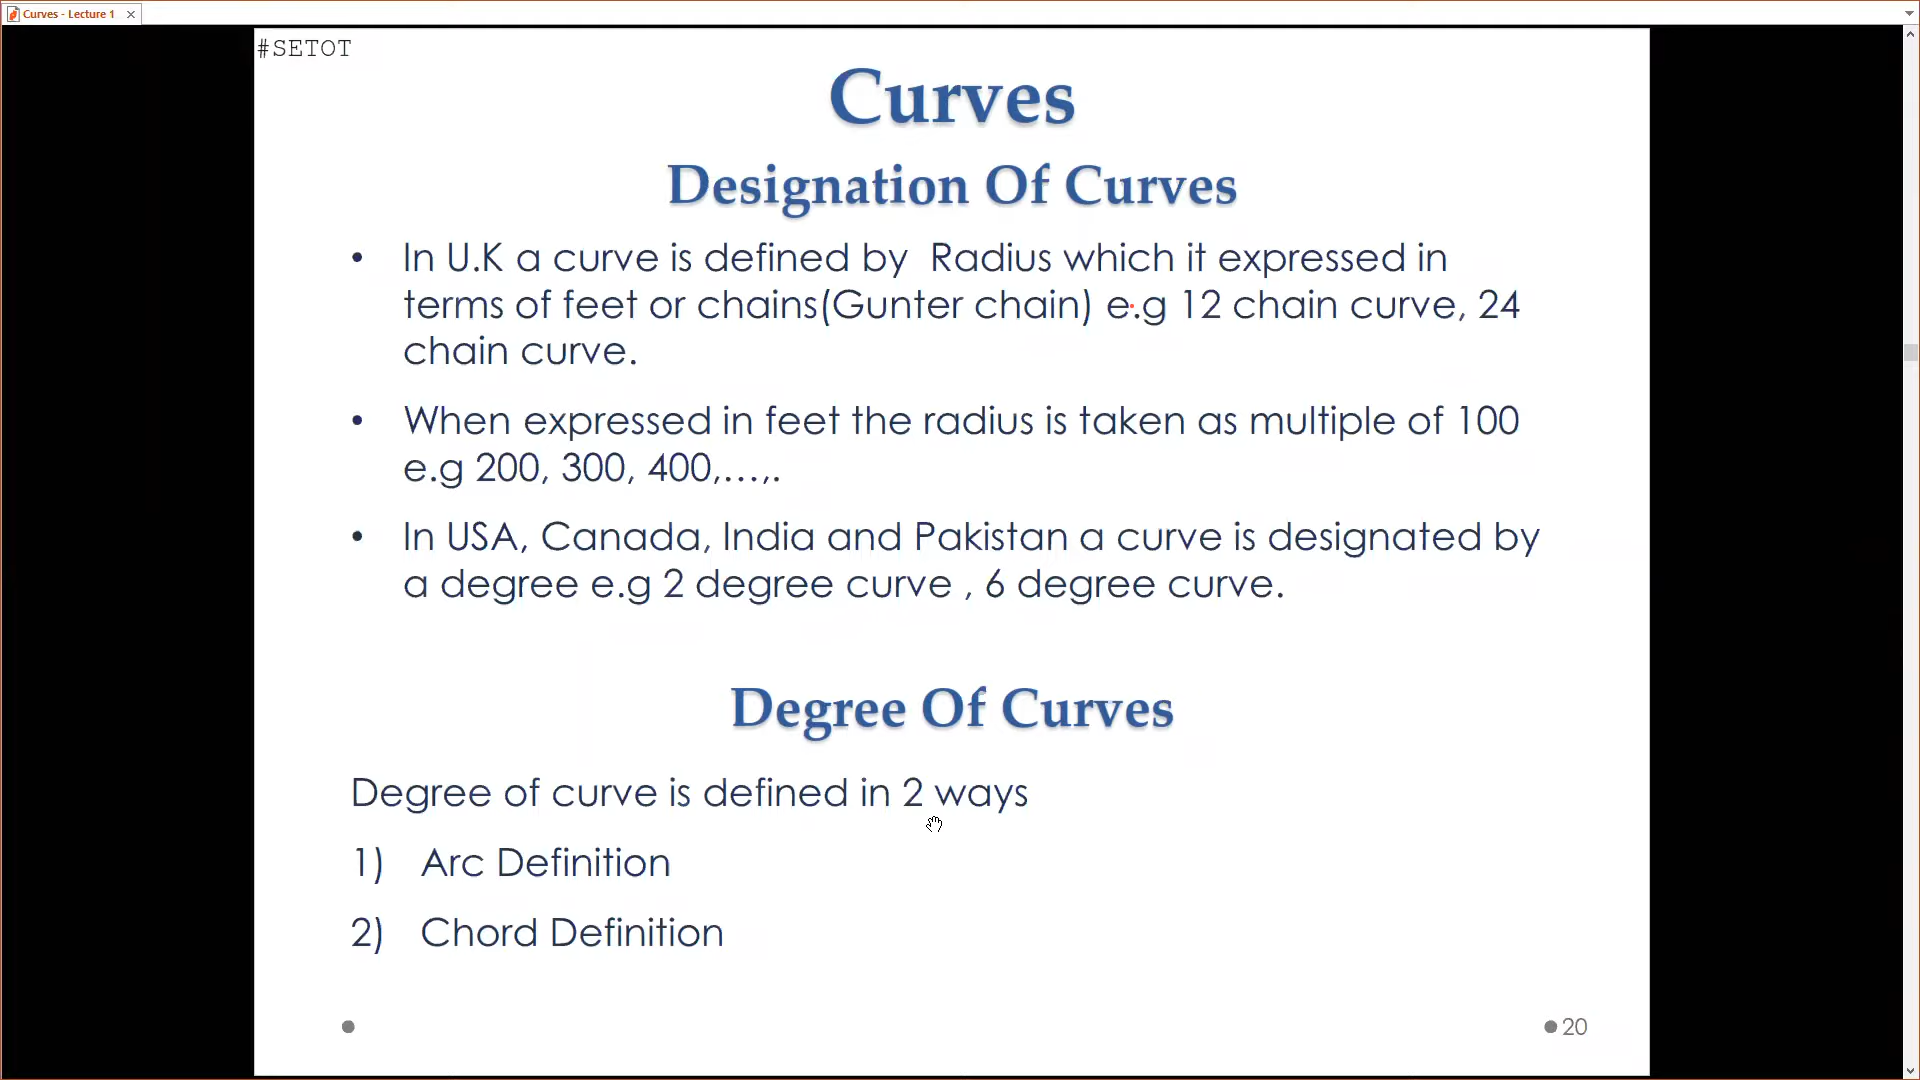 Curves - Lecture 1
#SETOT
Curves
Designation Of Curves
• In U.K a curve is defined by  Radius which it expressed in
terms of feet or chains(Gunter chain) e.g 12 chain curve, 24
chain curve.
• When expressed in feet the radius is taken as multiple of 100
e.g 200, 300, 400,...,.
• In USA, Canada, India and Pakistan a curve is designated by
a degree e.g 2 degree curve , 6 degree curve.
Degree Of Curves
Degree of curve is defined in 2 ways
1) Arc Definition
2) Chord Definition
20